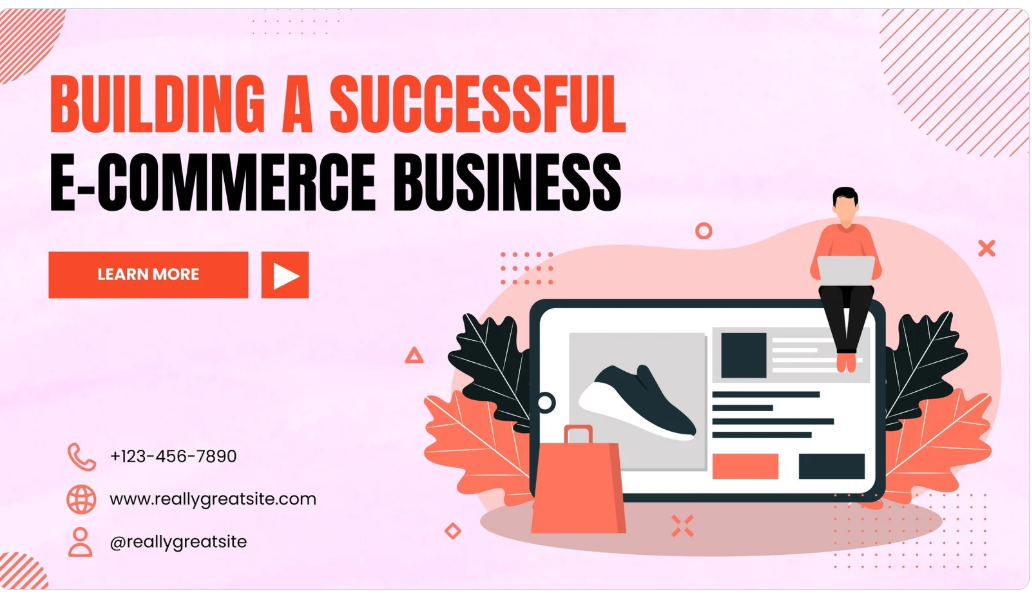 BUILDING A SUCCESSFUL
E-COMMERCE BUSINESS
LEARN MORE
+123-456-7890
www.reallygreatsite.com
@reallygreatsite